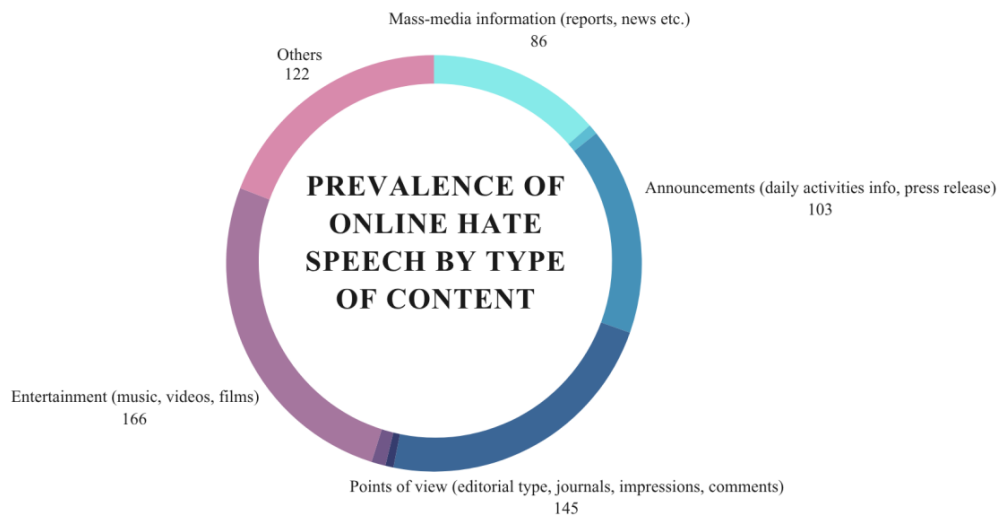 Mass-media information (reports, news etc.)
86
Others
122
PREVALENCE OF
ONLINE HATE
SPEECH BY TYPE
OF CONTENT
Announcements (daily activities info, press release)
103
Entertainment (music, videos, films)
166
Points of view (editorial type, journals, impressions, comments)
145